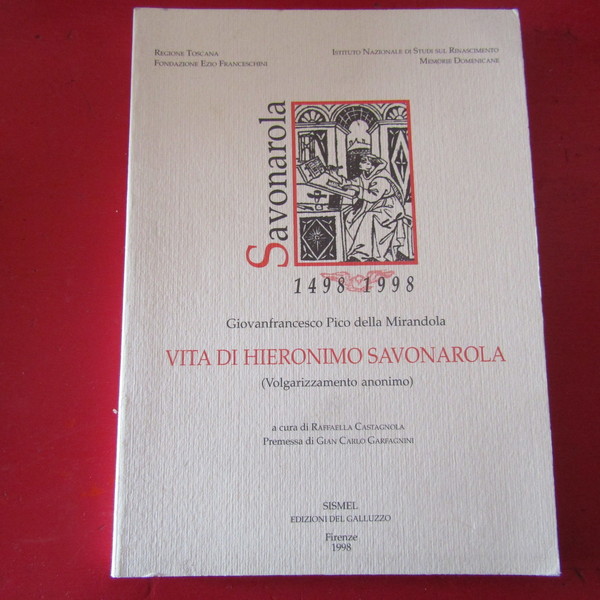 REGIONE TOSCANA
FONDAZIONE EZIO FRANCESCHINI
ISTITUTO NAZIONALE DI STUDI SUL RINASCIMENTO
MEMORIE DOMENICANE
Savonarola
1498 1998
Giovanfrancesco Pico della Mirandola
VITA DI HIERONIMO SAVONAROLA
(Volgarizzamento anonimo)
a cura di RAFFAELLA CASTAGNOLA
Premessa di GIAN CARLO GARFAGNINI
SISMEL
EDIZIONI DEL GALLUZZO
Firenze
1998